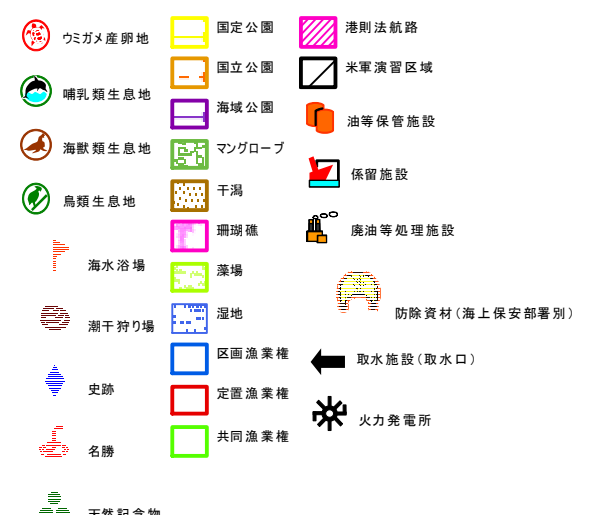 ウミガメ産卵地
哺乳類生息地
海獣類生息地
鳥類生息地
海水浴場
潮干狩り場
史跡
名勝
天然記念物
国定公園
国立公園
海域公園
マングローブ
干潟
珊瑚礁
藻場
湿地
区画漁業権
定置漁業権
共同漁業権
港則法航路
米軍演習区域
油等保管施設
係留施設
廃油等処理施設
防除資材(海上保安部署別)
取水施設(取水口)
火力発電所